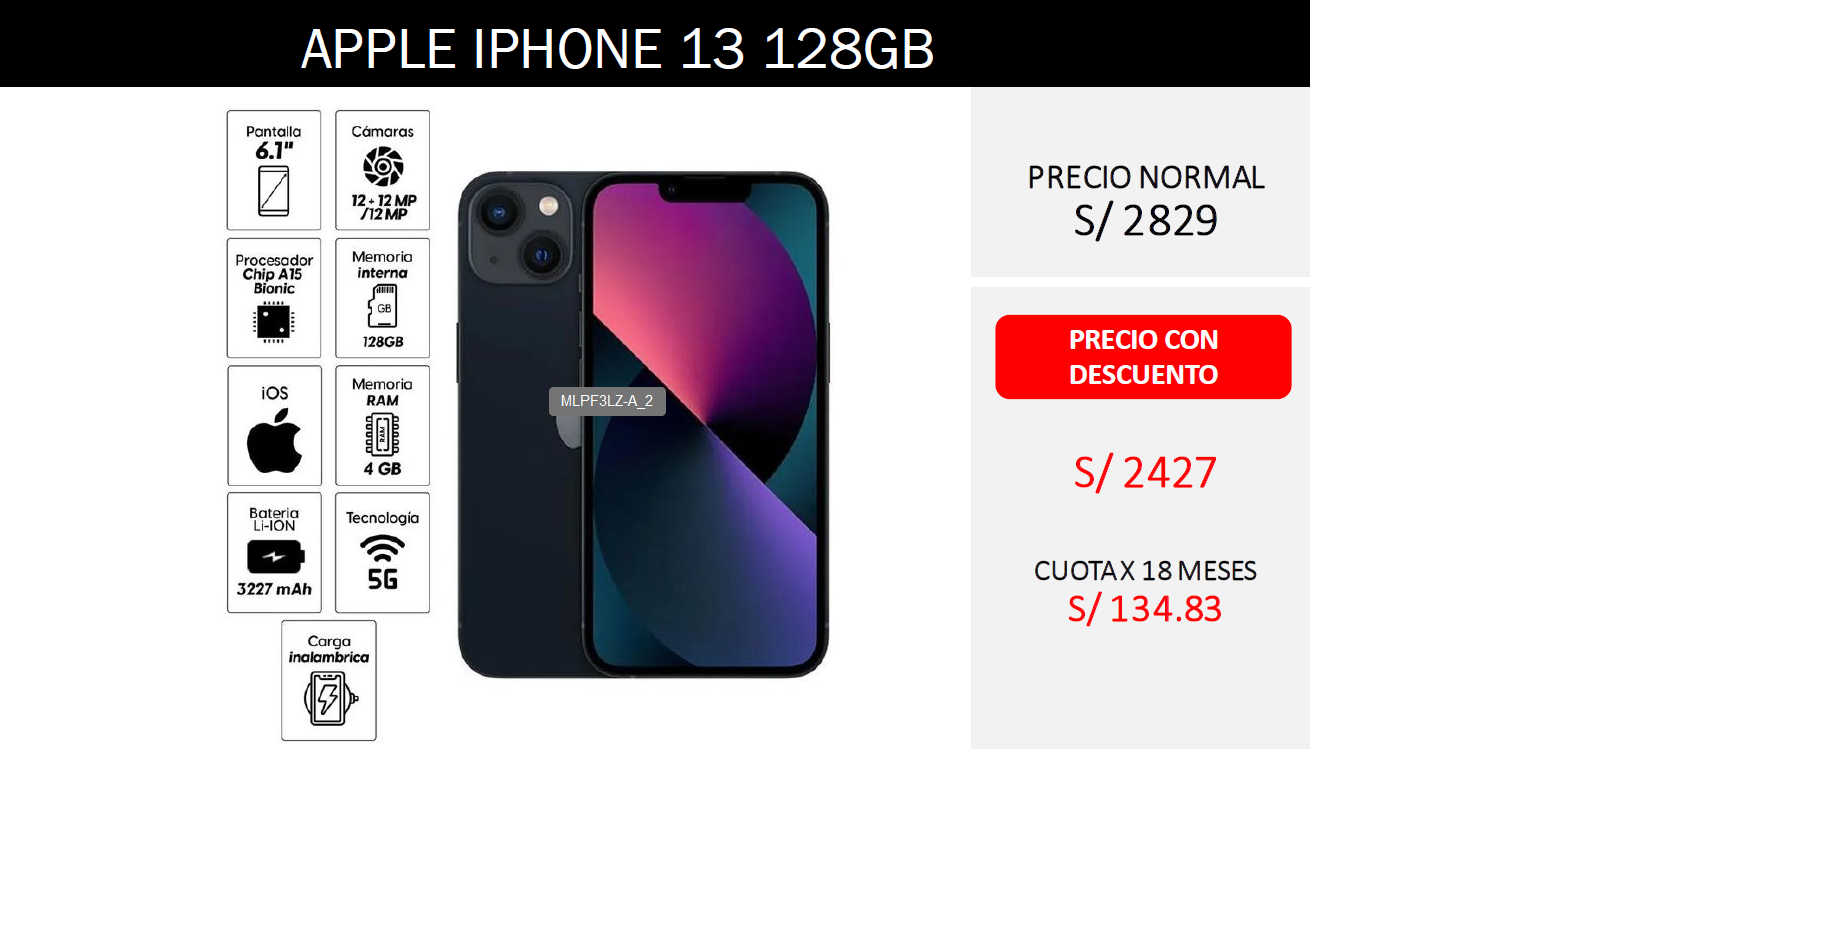 APPLE IPHONE 13 128GB
Pantalla
6.1"
Cámaras
12 + 12 MP
/12 MP
Procesador
Chip A15
Bionic
Memoria
interna
GB
128GB
iOS
Memoria
RAM
RAM
4 GB
Bateria
Li-ION
3227 mAh
Tecnología
5G
Carga
inalambrica
MLPF3LZ-A_2
PRECIO NORMAL
S/ 2829
PRECIO CON
DESCUENTO
S/ 2427
CUOTA X 18 MESES
S/ 134.83